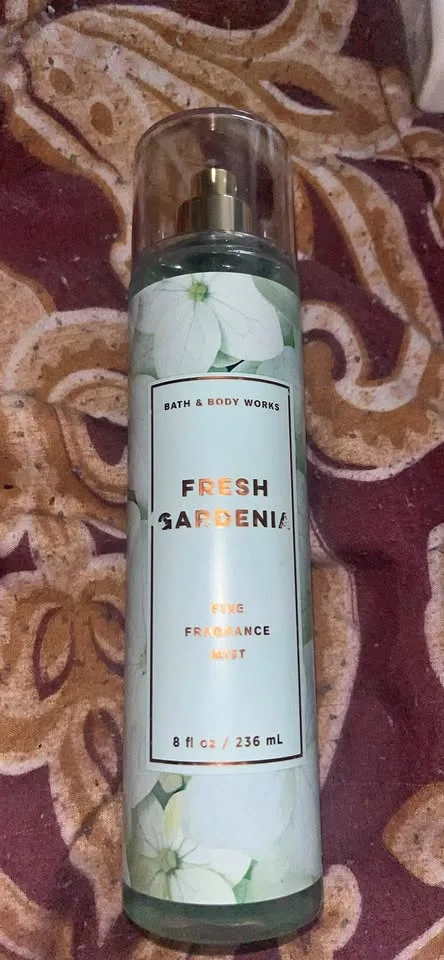 BATH & BODY WORKS
FRESH
GARDENIA
FINE
FRAGRANCE
MIST
8 fl oz / 236 mL